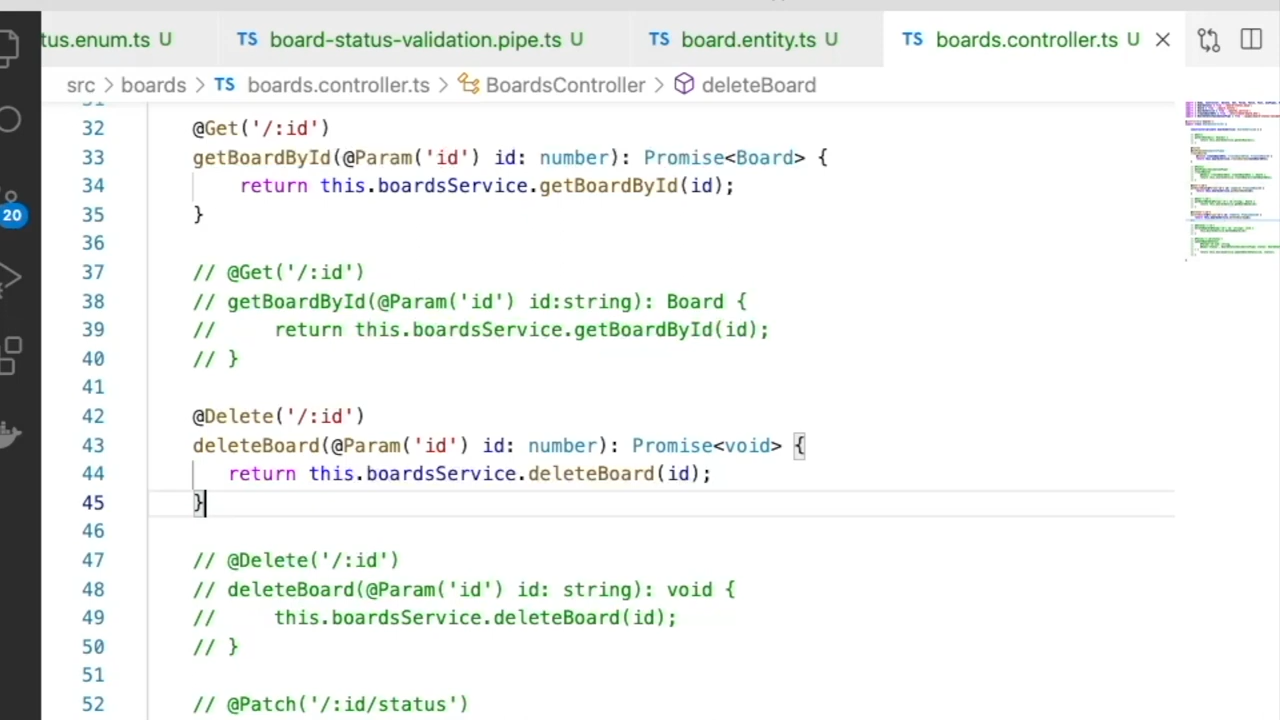 tus.enum.ts U
TS board-status-validation.pipe.ts U
TS board.entity.ts U
TS boards.controller.ts U
src > boards > TS boards.controller.ts > BoardsController > deleteBoard
20
31
32 @Get('/:id')
33 getBoardById(@Param('id') id: number): Promise<Board> {
34 return this.boardsService.getBoardById(id);
35 }
36
37 // @Get('/:id')
38 // getBoardById(@Param('id') id:string): Board {
39 // return this.boardsService.getBoardById(id);
40 // }
41
42 @Delete('/:id')
43 deleteBoard(@Param('id') id: number): Promise<void> {
44 return this.boardsService.deleteBoard(id);
45 }
46
47 // @Delete('/:id')
48 // deleteBoard(@Param('id') id: string): void {
49 // this.boardsService.deleteBoard(id);
50 // }
51
52 // @Patch('/:id/status')